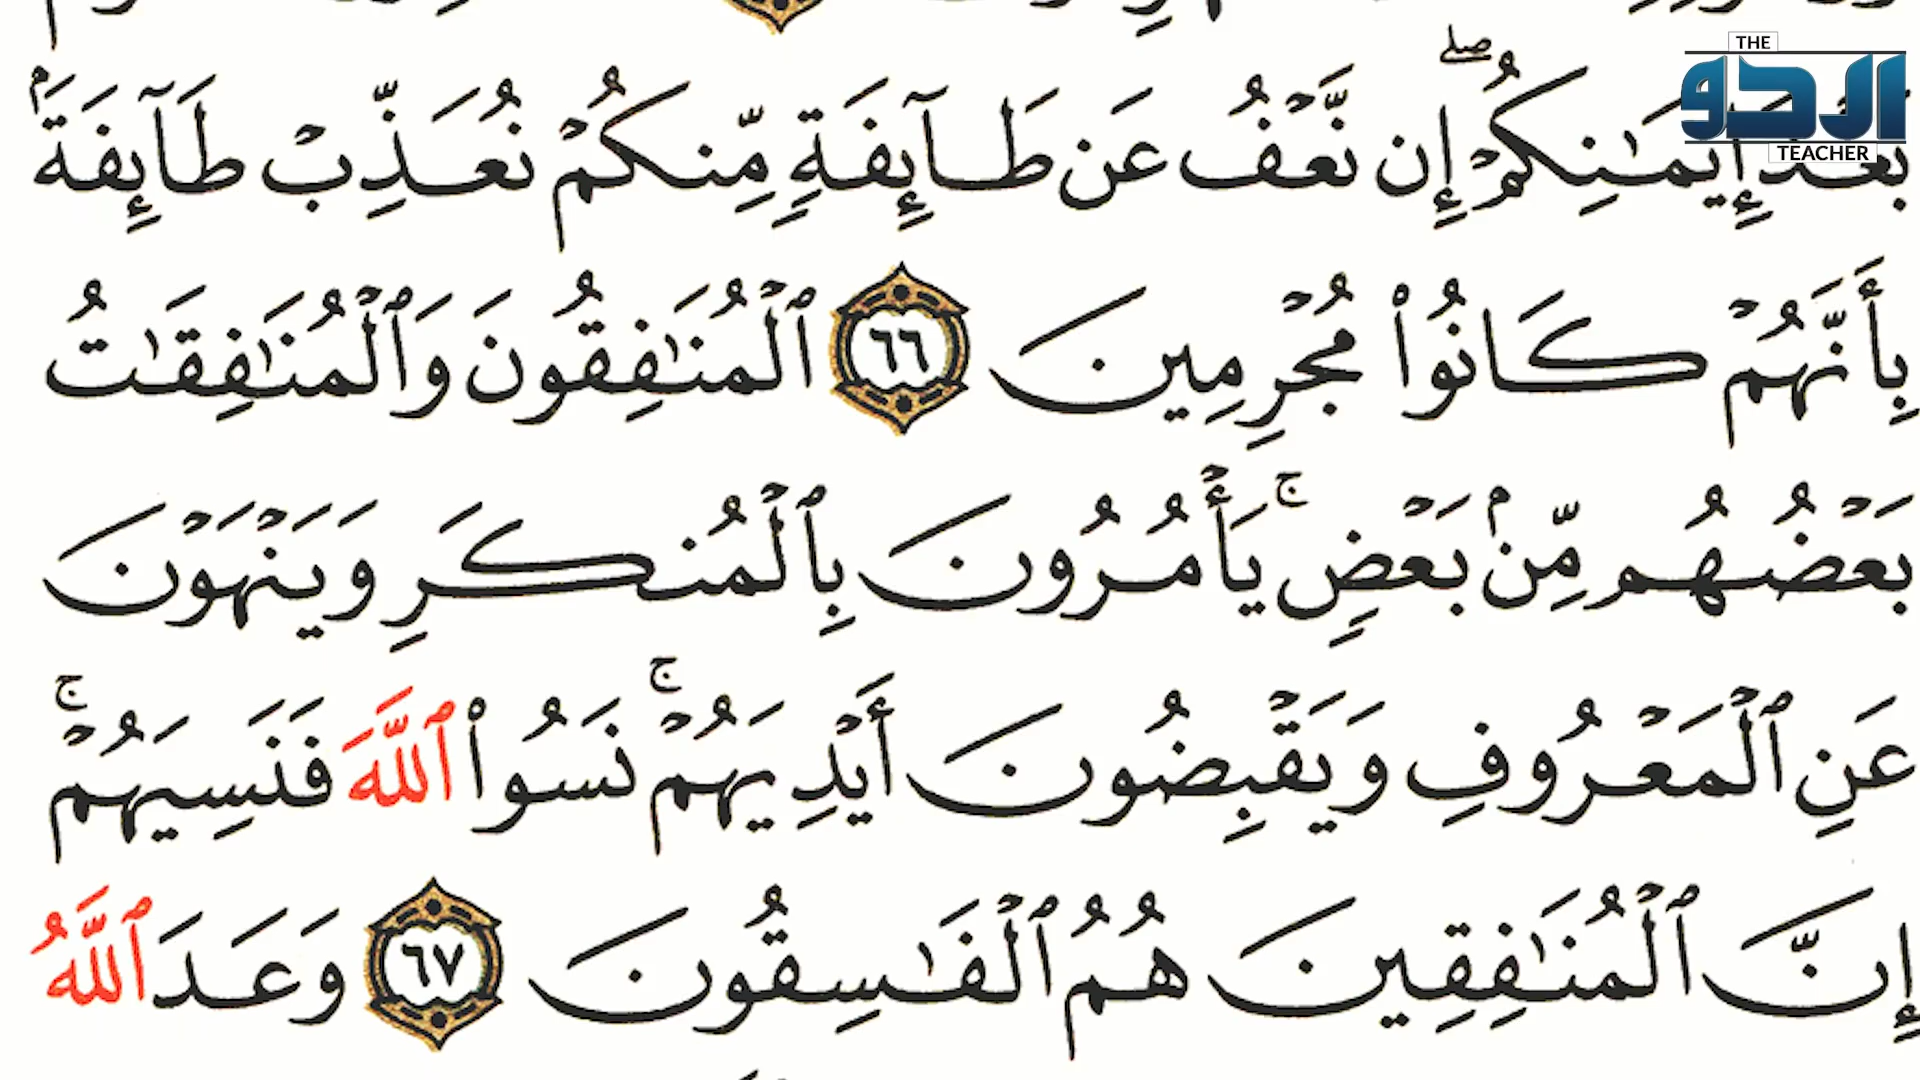 THE
الردو
TEACHER
بَعْدَ إِيمَٰنِكُمْ ۖ إِن نَّعْفُ عَن طَآئِفَةٍ مِّنكُمْ نُعَذِّبْ طَآئِفَةَۢ
بِأَنَّهُمْ كَانُوا۟ مُجْرِمِينَ ٦٦ ٱلْمُنَٰفِقُونَ وَٱلْمُنَٰفِقَٰتُ
بَعْضُهُم مِّنۢ بَعْضٍ ۚ يَأْمُرُونَ بِٱلْمُنكَرِ وَيَنْهَوْنَ
عَنِ ٱلْمَعْرُوفِ وَيَقْبِضُونَ أَيْدِيَهُمْ ۚ نَسُوا۟ ٱللَّهَ فَنَسِيَهُمْ ۚ
إِنَّ ٱلْمُنَٰفِقِينَ هُمُ ٱلْفَٰسِقُونَ ٦٧ وَعَدَ ٱللَّهُ